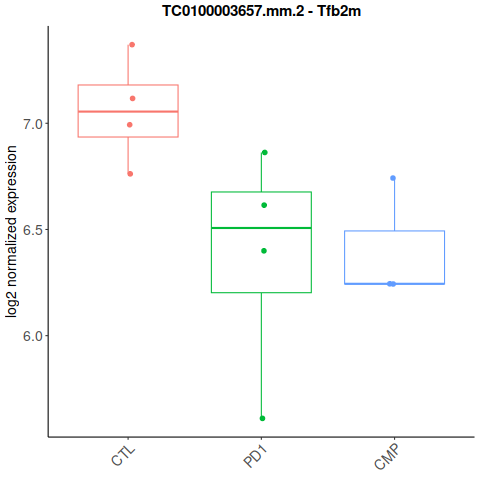 TC0100003657.mm.2 - Tfb2m
log2 normalized expression
7.0
6.5
6.0
CTL
PD1
CMP